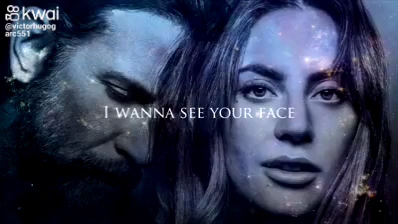 kwai
@victorhugog
arc551
I WANNA SEE YOUR FACE